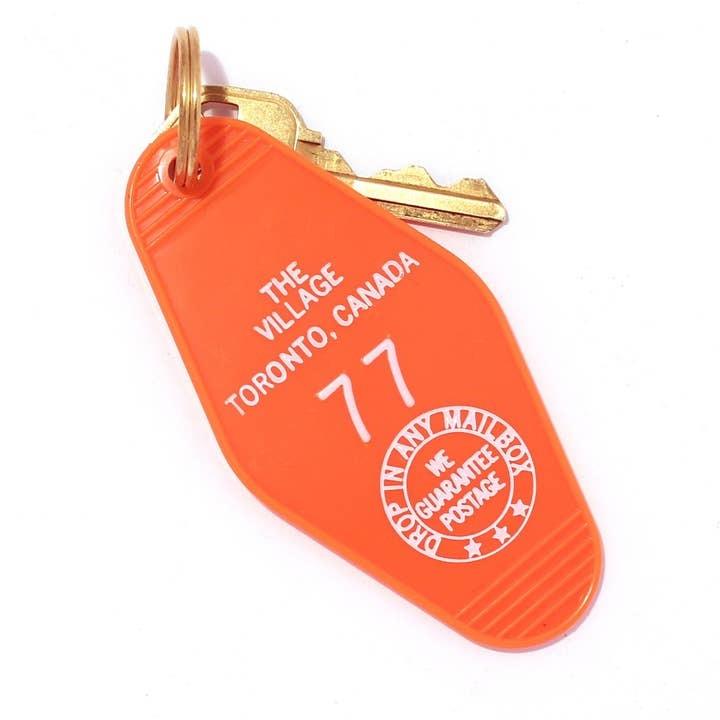 THE
VILLAGE
TORONTO, CANADA
77
DROP IN ANY MAILBOX
WE
GUARANTEE
POSTAGE